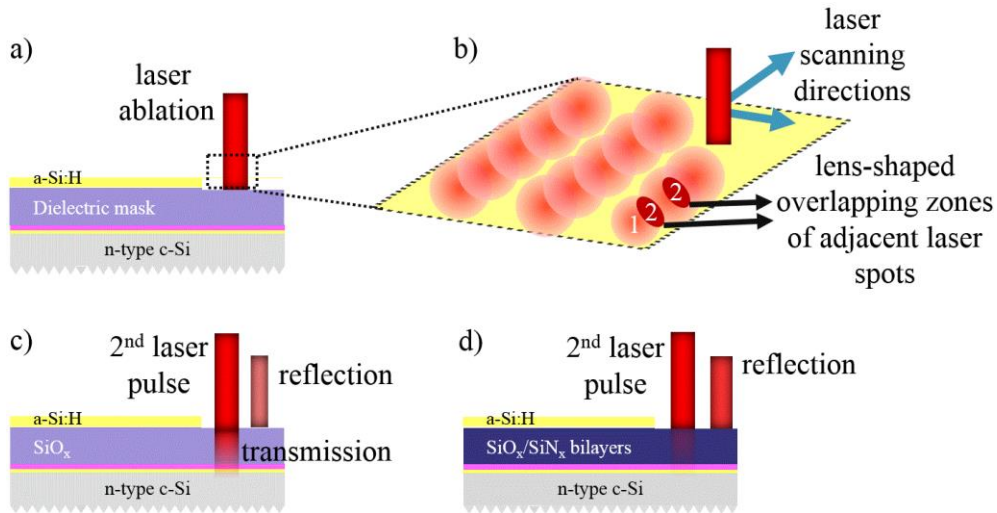 a)
laser
ablation
a-Si:H
Dielectric mask
n-type c-Si
b)
laser
scanning
directions
2
2
1
lens-shaped
overlapping zones
of adjacent laser
spots
c)
2nd laser
pulse
reflection
a-Si:H
SiOx
transmission
n-type c-Si
d)
2nd laser
pulse
reflection
a-Si:H
SiOx/SiNx bilayers
n-type c-Si